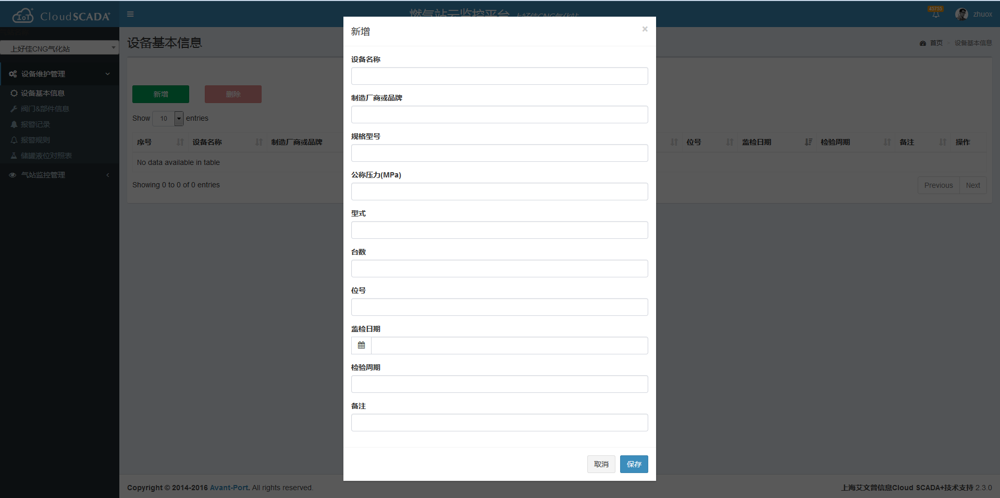 IoT CloudSCADA+
燃气站云监控平台 上好佳CNG气化站
45755
zhuox
上好佳CNG气化站
设备维护管理
设备基本信息
阀门&部件信息
报警记录
报警规则
储罐液位对照表
气站监控管理
设备基本信息
首页 > 设备基本信息
新增 删除
Show 10 entries
序号 设备名称 制造厂商或品牌 位号 监检日期 检验周期 备注 操作
No data available in table
Showing 0 to 0 of 0 entries
Previous Next
新增 ×
设备名称
制造厂商或品牌
规格型号
公称压力(MPa)
型式
台数
位号
监检日期
检验周期
备注
取消 保存
Copyright © 2014-2016 Avant-Port. All rights reserved.
上海艾文普信息Cloud SCADA+技术支持 2.3.0